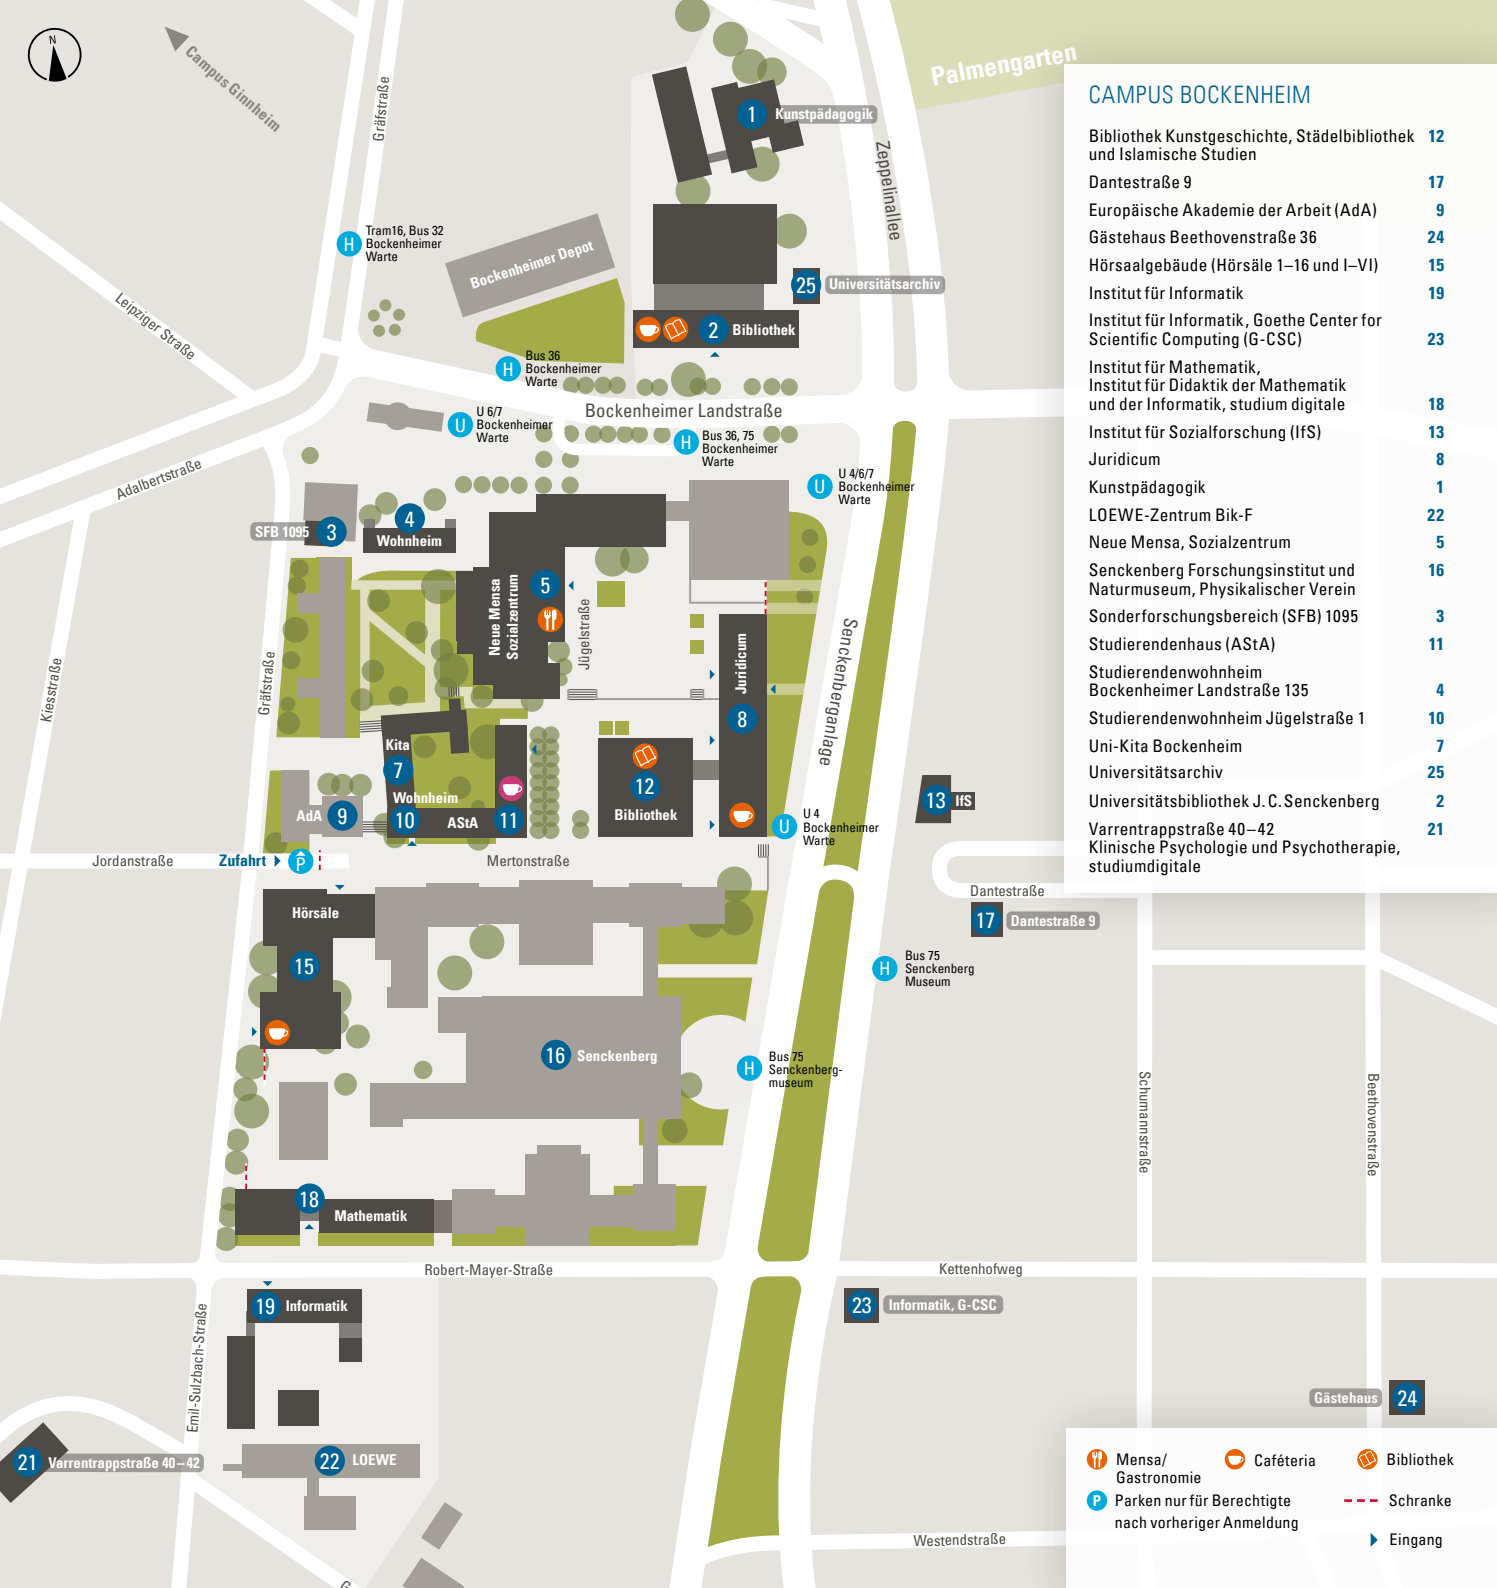 N
Campus Ginnheim
Gräfstraße
Palmengarten
CAMPUS BOCKENHEIM
Bibliothek Kunstgeschichte, Städelbibliothek 12
und Islamische Studien
Dantestraße 9 17
Europäische Akademie der Arbeit (AdA) 9
Gästehaus Beethovenstraße 36 24
Hörsaalgebäude (Hörsäle 1–16 und I–VI) 15
Institut für Informatik 19
Institut für Informatik, Goethe Center for
Scientific Computing (G-CSC) 23
Institut für Mathematik,
Institut für Didaktik der Mathematik
und der Informatik, studium digitale 18
Institut für Sozialforschung (IfS) 13
Juridicum 8
Kunstpädagogik 1
LOEWE-Zentrum Bik-F 22
Neue Mensa, Sozialzentrum 5
Senckenberg Forschungsinstitut und 16
Naturmuseum, Physikalischer Verein
Sonderforschungsbereich (SFB) 1095 3
Studierendenhaus (AStA) 11
Studierendenwohnheim
Bockenheimer Landstraße 135 4
Studierendenwohnheim Jügelstraße 1 10
Uni-Kita Bockenheim 7
Universitätsarchiv 25
Universitätsbibliothek J. C. Senckenberg 2
Varrentrappstraße 40–42 21
Klinische Psychologie und Psychotherapie,
studiumdigitale
1 Kunstpädagogik
Zeppelinallee
H Tram16, Bus 32
Bockenheimer
Warte
Bockenheimer Depot
25 Universitätsarchiv
2 Bibliothek
Leipziger Straße
H Bus 36
Bockenheimer
Warte
Bockenheimer Landstraße
U U 6/7
Bockenheimer
Warte
H Bus 36, 75
Bockenheimer
Warte
U U 4/6/7
Bockenheimer
Warte
Adalbertstraße
SFB 1095 3
4
Wohnheim
5
Neue Mensa
Sozialzentrum
Jügelstraße
Juridicum
8
Senckenberganlage
Kiesstraße
Gräfstraße
Kita
7
Wohnheim
10
AStA
11
12
Bibliothek
AdA 9
13 IfS
U U 4
Bockenheimer
Warte
Jordanstraße
Zufahrt
P
Mertonstraße
Dantestraße
17 Dantestraße 9
Hörsäle
15
H Bus 75
Senckenberg
Museum
16 Senckenberg
H Bus 75
Senckenberg-
museum
Schumannstraße
Beethovenstraße
18
Mathematik
Robert-Mayer-Straße
Kettenhofweg
19 Informatik
23 Informatik, G-CSC
Emil-Sulzbach-Straße
Gästehaus 24
21 Varrentrappstraße 40–42
22 LOEWE
Westendstraße
G
Mensa/
Gastronomie
Caféteria
Bibliothek
P Parken nur für Berechtigte
nach vorheriger Anmeldung
Schranke
Eingang